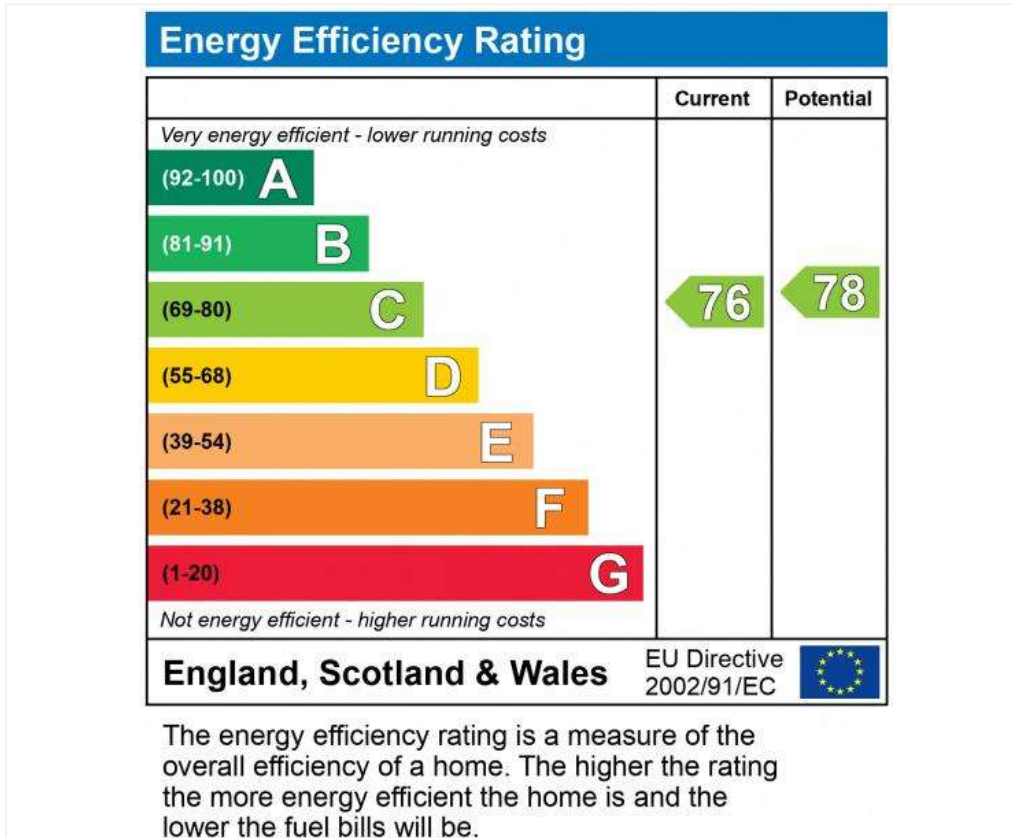 Energy Efficiency Rating
Current Potential
Very energy efficient - lower running costs
(92-100) A
(81-91) B
(69-80) C 76 78
(55-68) D
(39-54) E
(21-38) F
(1-20) G
Not energy efficient - higher running costs
England, Scotland & Wales
EU Directive
2002/91/EC
The energy efficiency rating is a measure of the
overall efficiency of a home. The higher the rating
the more energy efficient the home is and the
lower the fuel bills will be.